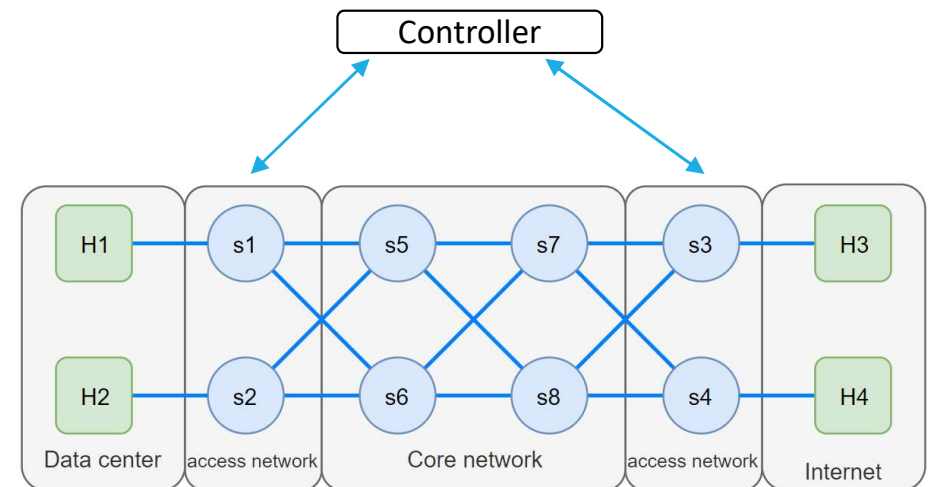 Controller
H1 s1 s5 s7 s3 H3
H2 s2 s6 s8 s4 H4
Data center access network Core network access network Internet